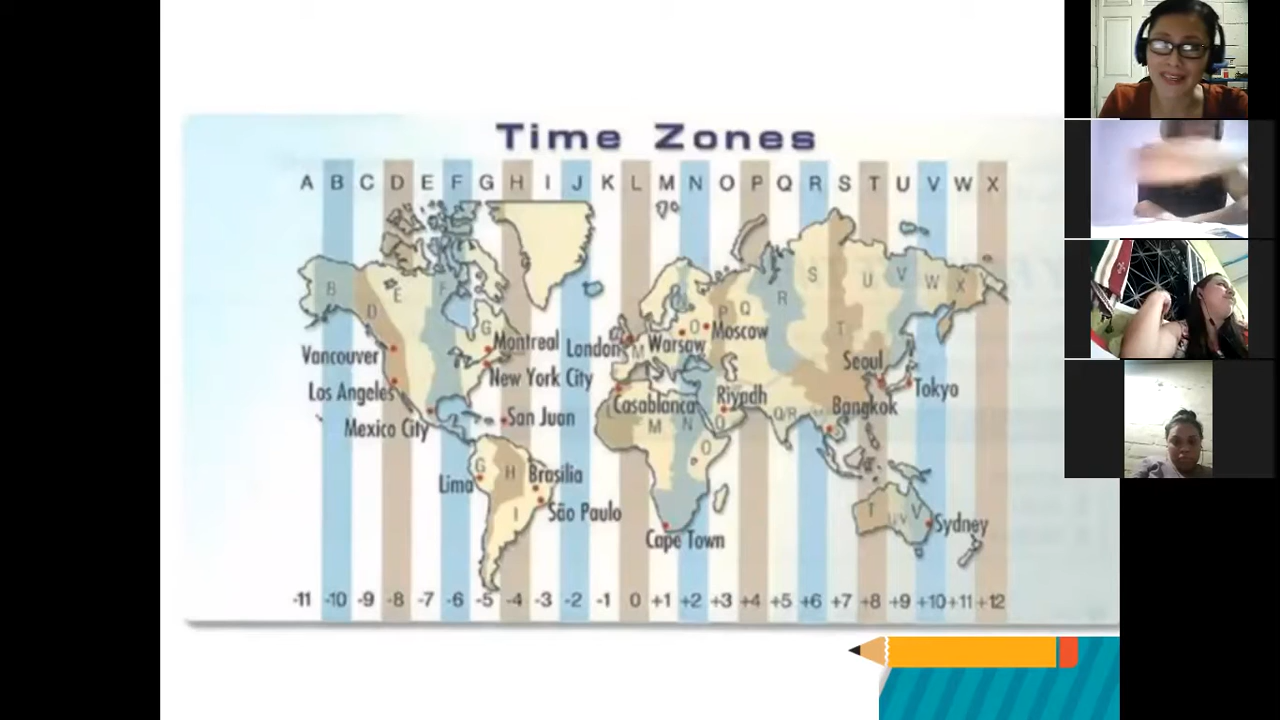 Time Zones
A B C D E F G H I J K L M N O P Q R S T U V W X
B
D
E
F
G
S
R
Q
P
U
V
W
X
T
O
M
Montreal
London
Warsaw
Moscow
Vancouver
New York City
Seoul
Los Angeles
Casablanca
Riyadh
Tokyo
Mexico City
San Juan
M
N
O
Q/R
Bangkok
O
G
H
Brasilia
Lima
I
São Paulo
T
V
Sydney
Cape Town
-11 -10 -9 -8 -7 -6 -5 -4 -3 -2 -1 0 +1 +2 +3 +4 +5 +6 +7 +8 +9 +10 +11 +12